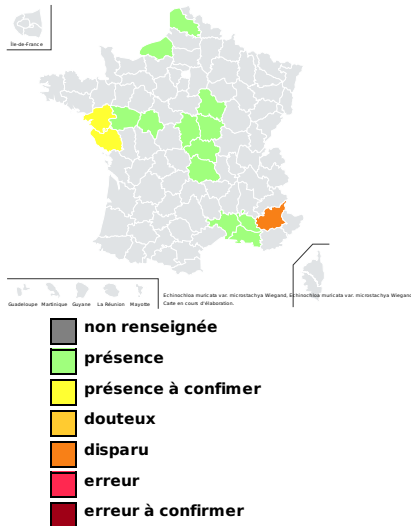 Île-de-France
Guadeloupe Martinique Guyane La Réunion Mayotte
Echinochloa muricata var. microstachya Wiegand, Echinochloa muricata var. microstachya Wiegand
Carte en cours d'élaboration.
non renseignée
présence
présence à confimer
douteux
disparu
erreur
erreur à confirmer